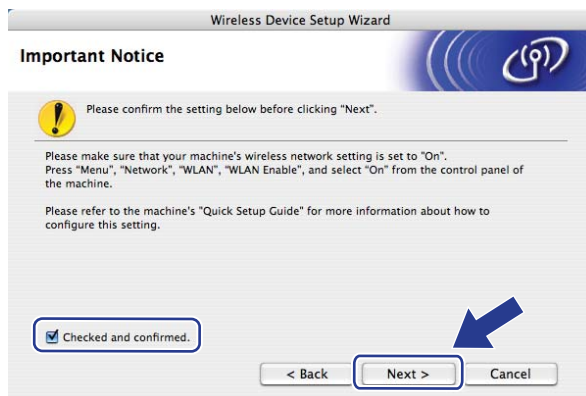 Wireless Device Setup Wizard
Important Notice
Please confirm the setting below before clicking "Next".
Please make sure that your machine's wireless network setting is set to "On".
Press "Menu", "Network", "WLAN", "WLAN Enable", and select "On" from the control panel of
the machine.
Please refer to the machine's "Quick Setup Guide" for more information about how to
configure this setting.
Checked and confirmed.
< Back Next > Cancel